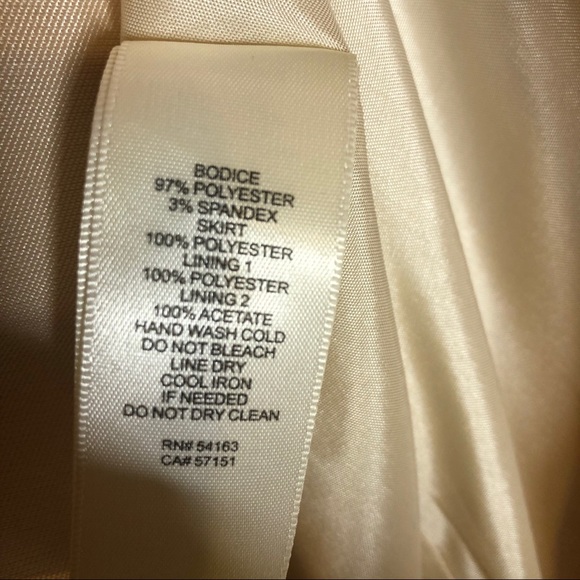 BODICE
97% POLYESTER
3% SPANDEX
SKIRT
100% POLYESTER
LINING 1
100% POLYESTER
LINING 2
100% ACETATE
HAND WASH COLD
DO NOT BLEACH
LINE DRY
COOL IRON
IF NEEDED
DO NOT DRY CLEAN
RN# 54163
CA# 57151